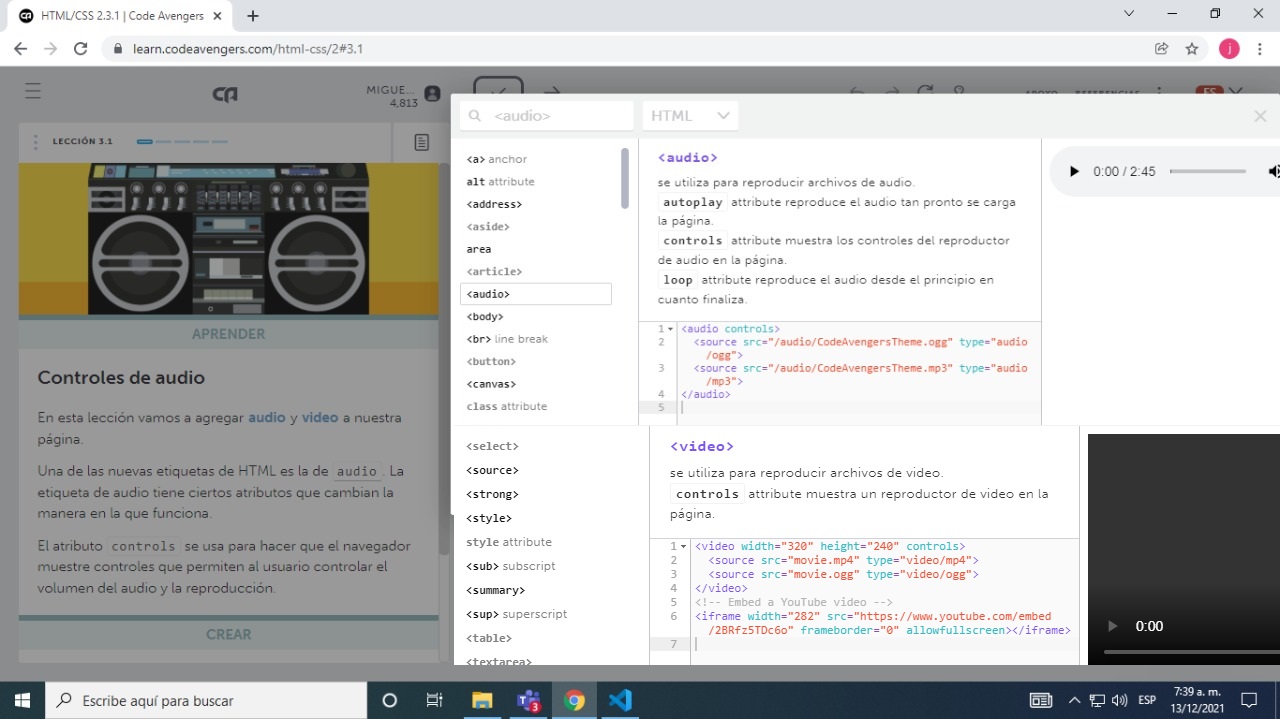 HTML/CSS 2.3.1 | Code Avengers
learn.codeavengers.com/html-css/2#3.1
j
MIGUE...
4,813
APOYO
REFERENCIAS
ES
LECCIÓN 3.1
APRENDER
Controles de audio
En esta lección vamos a agregar audio y video a nuestra
página.
Una de las nuevas etiquetas de HTML es la de audio. La
etiqueta de audio tiene ciertos atributos que cambian la
manera en la que funciona.
El atributo controls se usa para hacer que el navegador
muestre controles que permiten al usuario controlar el
volumen del audio y la reproducción.
CREAR
<audio>
HTML
<a> anchor
alt attribute
<address>
<aside>
area
<article>
<audio>
<body>
<br> line break
<button>
<canvas>
class attribute
<audio>
se utiliza para reproducir archivos de audio.
autoplay attribute reproduce el audio tan pronto se carga
la página.
controls attribute muestra los controles del reproductor
de audio en la página.
loop attribute reproduce el audio desde el principio en
cuanto finaliza.
1 <audio controls>
2 <source src="/audio/CodeAvengersTheme.ogg" type="audio
/ogg">
3 <source src="/audio/CodeAvengersTheme.mp3" type="audio
/mp3">
4 </audio>
5
0:00 / 2:45
<select>
<source>
<strong>
<style>
style attribute
<sub> subscript
<summary>
<sup> superscript
<table>
<textarea>
<video>
se utiliza para reproducir archivos de video.
controls attribute muestra un reproductor de video en la
página.
1 <video width="320" height="240" controls>
2 <source src="movie.mp4" type="video/mp4">
3 <source src="movie.ogg" type="video/ogg">
4 </video>
5 <!-- Embed a YouTube video -->
6 <iframe width="282" src="https://www.youtube.com/embed
/2BRfz5TDc6o" frameborder="0" allowfullscreen></iframe>
7
0:00
Escribe aquí para buscar
3
ESP
7:39 a. m.
13/12/2021